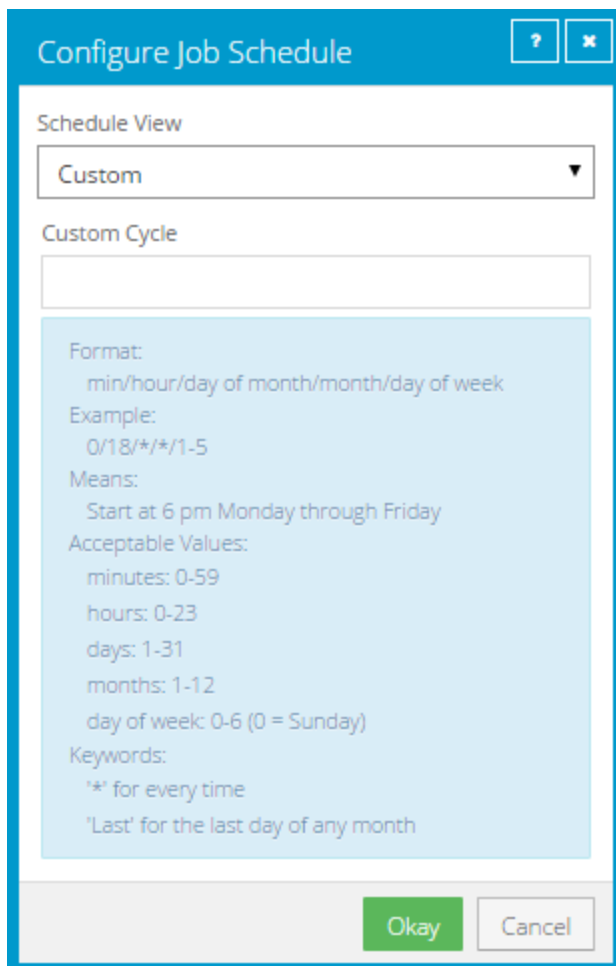 Configure Job Schedule
?
×
Schedule View
Custom
Custom Cycle
Format:
min/hour/day of month/month/day of week
Example:
0/18/*/*/1-5
Means:
Start at 6 pm Monday through Friday
Acceptable Values:
minutes: 0-59
hours: 0-23
days: 1-31
months: 1-12
day of week: 0-6 (0 = Sunday)
Keywords:
'*' for every time
'Last' for the last day of any month
Okay
Cancel